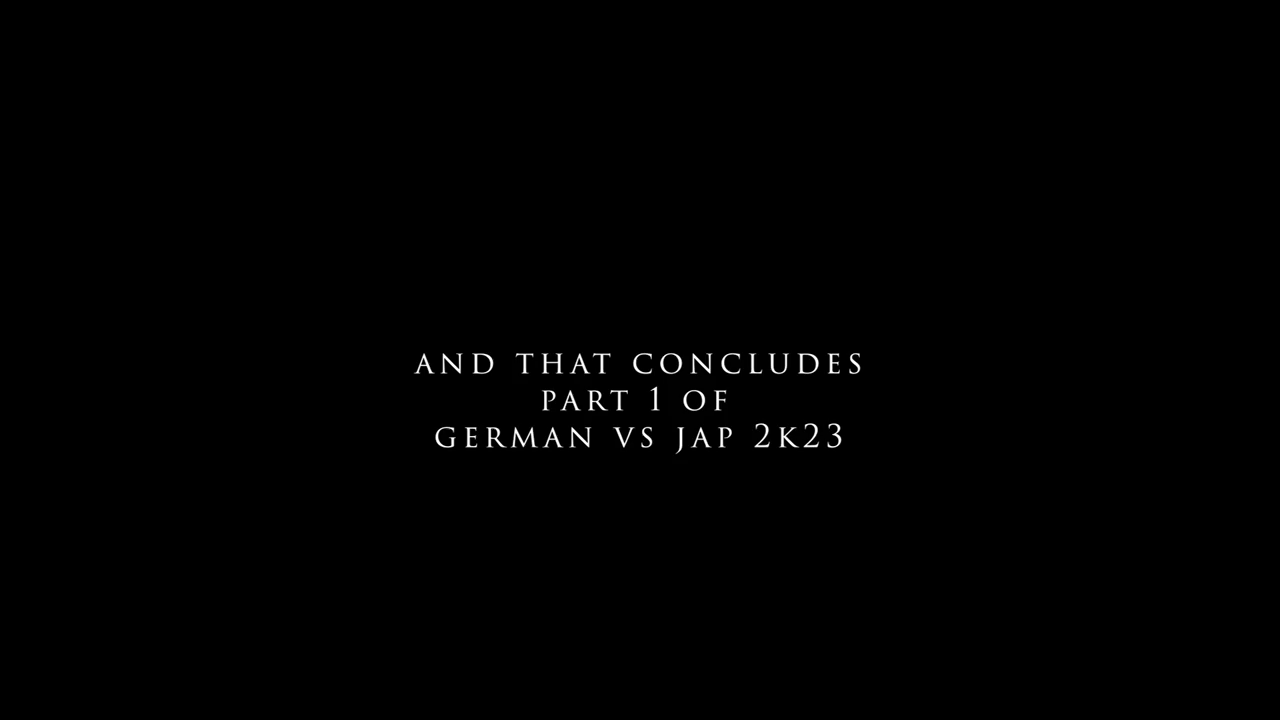 AND THAT CONCLUDES
PART 1 OF
GERMAN VS JAP 2K23